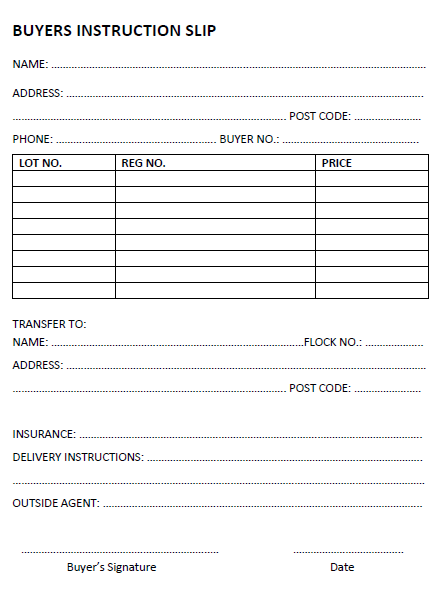 BUYERS INSTRUCTION SLIP
NAME: ..............................................................................................................
ADDRESS: .........................................................................................................
................................................................................ POST CODE: ....................
PHONE: ............................................... BUYER NO.: ........................................
LOT NO. REG NO. PRICE
TRANSFER TO:
NAME: ..........................................................................FLOCK NO.: .................
ADDRESS: .........................................................................................................
................................................................................ POST CODE: ....................
INSURANCE: .....................................................................................................
DELIVERY INSTRUCTIONS: .................................................................................
.........................................................................................................................
OUTSIDE AGENT: ..............................................................................................
.......................................................... ................................
Buyer’s Signature Date